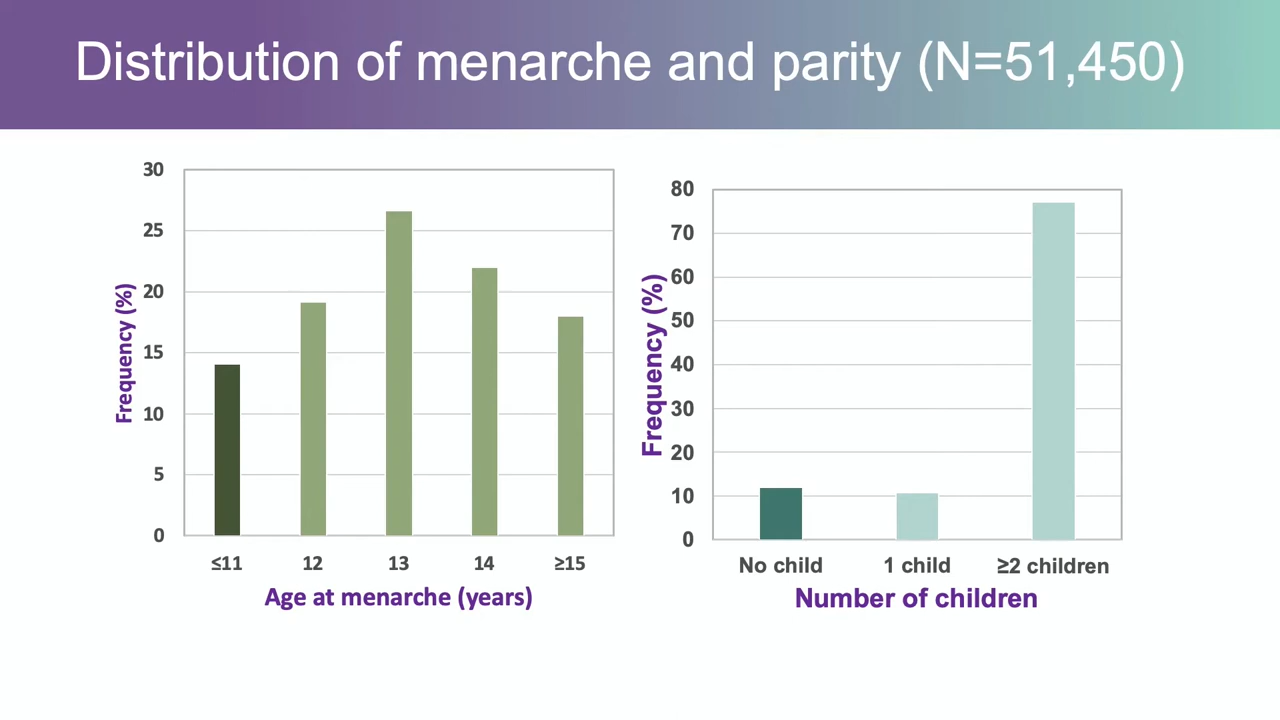 Distribution of menarche and parity (N=51,450)
30
25
20
15
10
5
0
Frequency (%)
≤11 12 13 14 ≥15
Age at menarche (years)
80
70
60
50
40
30
20
10
0
Frequency (%)
No child 1 child ≥2 children
Number of children